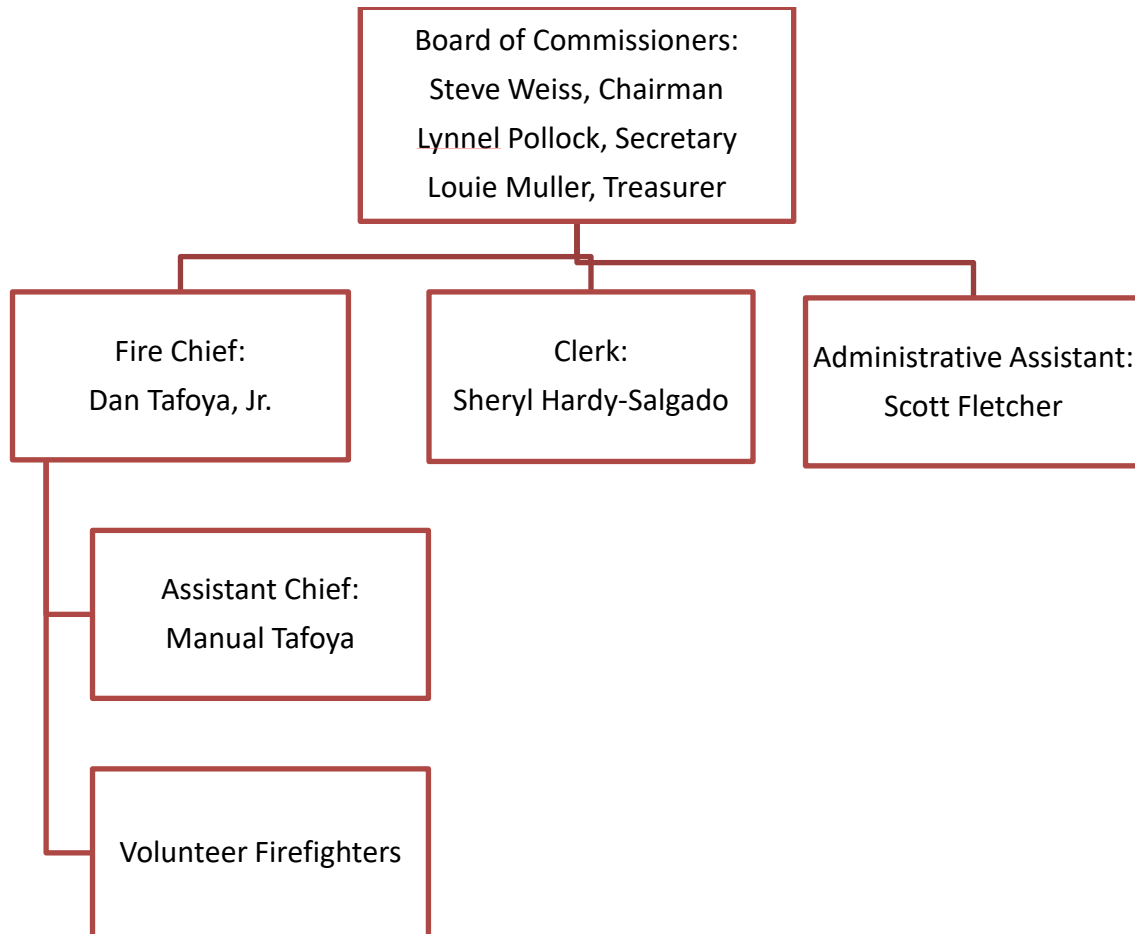 Board of Commissioners:
Steve Weiss, Chairman
Lynnel Pollock, Secretary
Louie Muller, Treasurer
Fire Chief:
Dan Tafoya, Jr.
Clerk:
Sheryl Hardy-Salgado
Administrative Assistant:
Scott Fletcher
Assistant Chief:
Manual Tafoya
Volunteer Firefighters